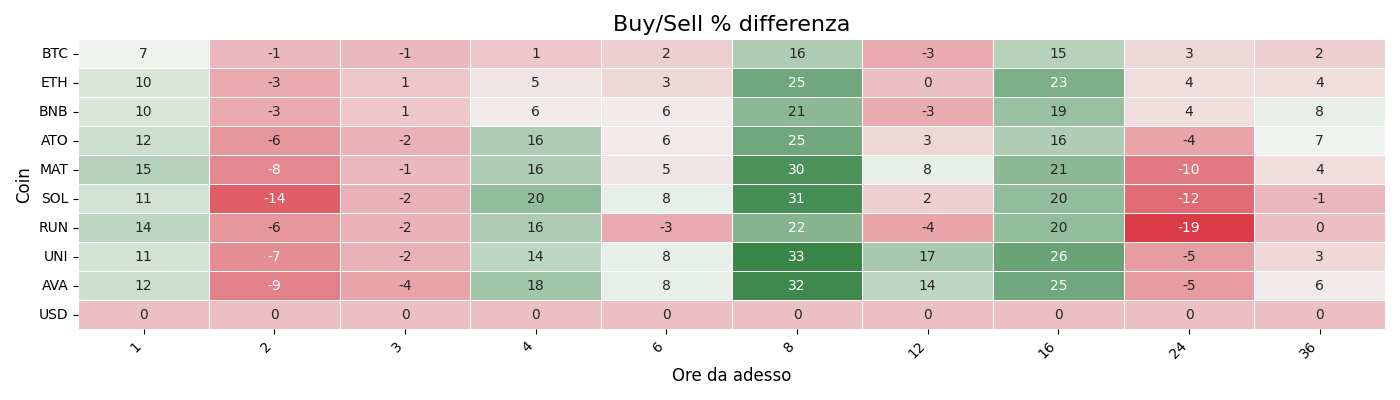 Buy/Sell % differenza
Coin
BTC 7 -1 -1 1 2 16 -3 15 3 2
ETH 10 -3 1 5 3 25 0 23 4 4
BNB 10 -3 1 6 6 21 -3 19 4 8
ATO 12 -6 -2 16 6 25 3 16 -4 7
MAT 15 -8 -1 16 5 30 8 21 -10 4
SOL 11 -14 -2 20 8 31 2 20 -12 -1
RUN 14 -6 -2 16 -3 22 -4 20 -19 0
UNI 11 -7 -2 14 8 33 17 26 -5 3
AVA 12 -9 -4 18 8 32 14 25 -5 6
USD 0 0 0 0 0 0 0 0 0 0
1 2 3 4 6 8 12 16 24 36
Ore da adesso